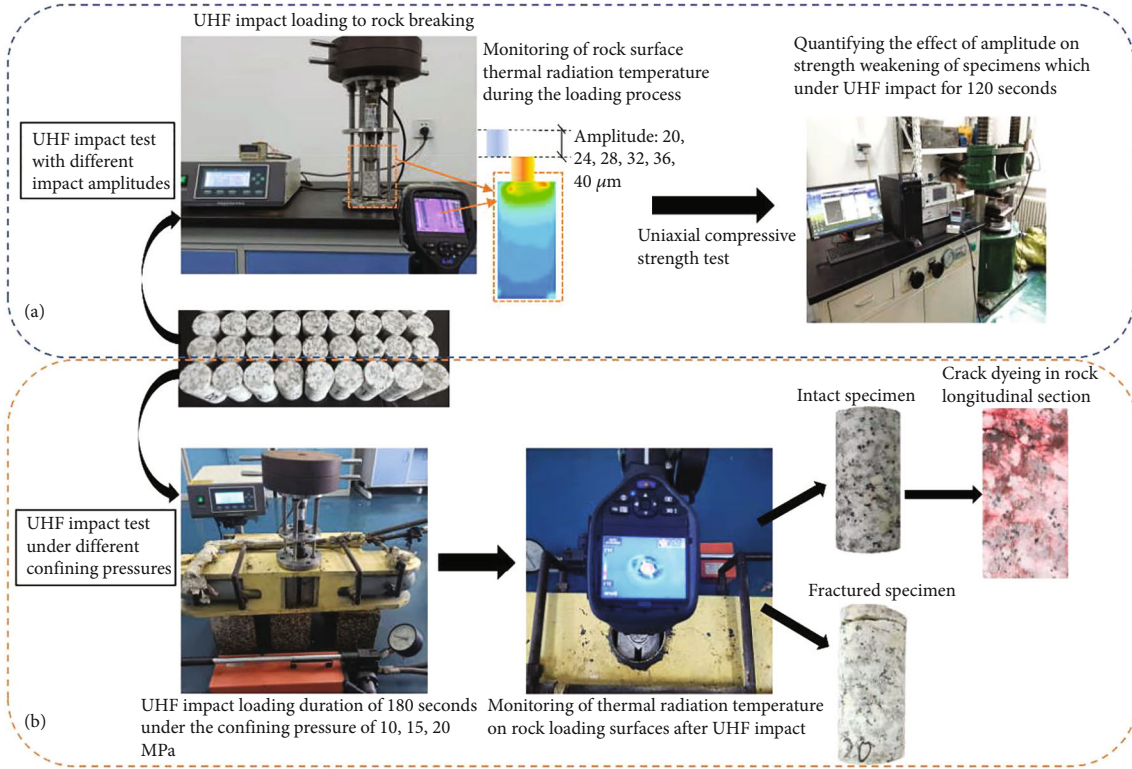 UHF impact loading to rock breaking
Monitoring of rock surface
thermal radiation temperature
during the loading process
Quantifying the effect of amplitude on
strength weakening of specimens which
under UHF impact for 120 seconds
UHF impact test
with different
impact amplitudes
Amplitude: 20,
24, 28, 32, 36,
40 μm
Uniaxial compressive
strength test
(a)
Intact specimen
Crack dyeing in rock
longitudinal section
UHF impact test
under different
confining pressures
Fractured specimen
20
UHF impact loading duration of 180 seconds
under the confining pressure of 10, 15, 20
MPa
Monitoring of thermal radiation temperature
on rock loading surfaces after UHF impact
(b)